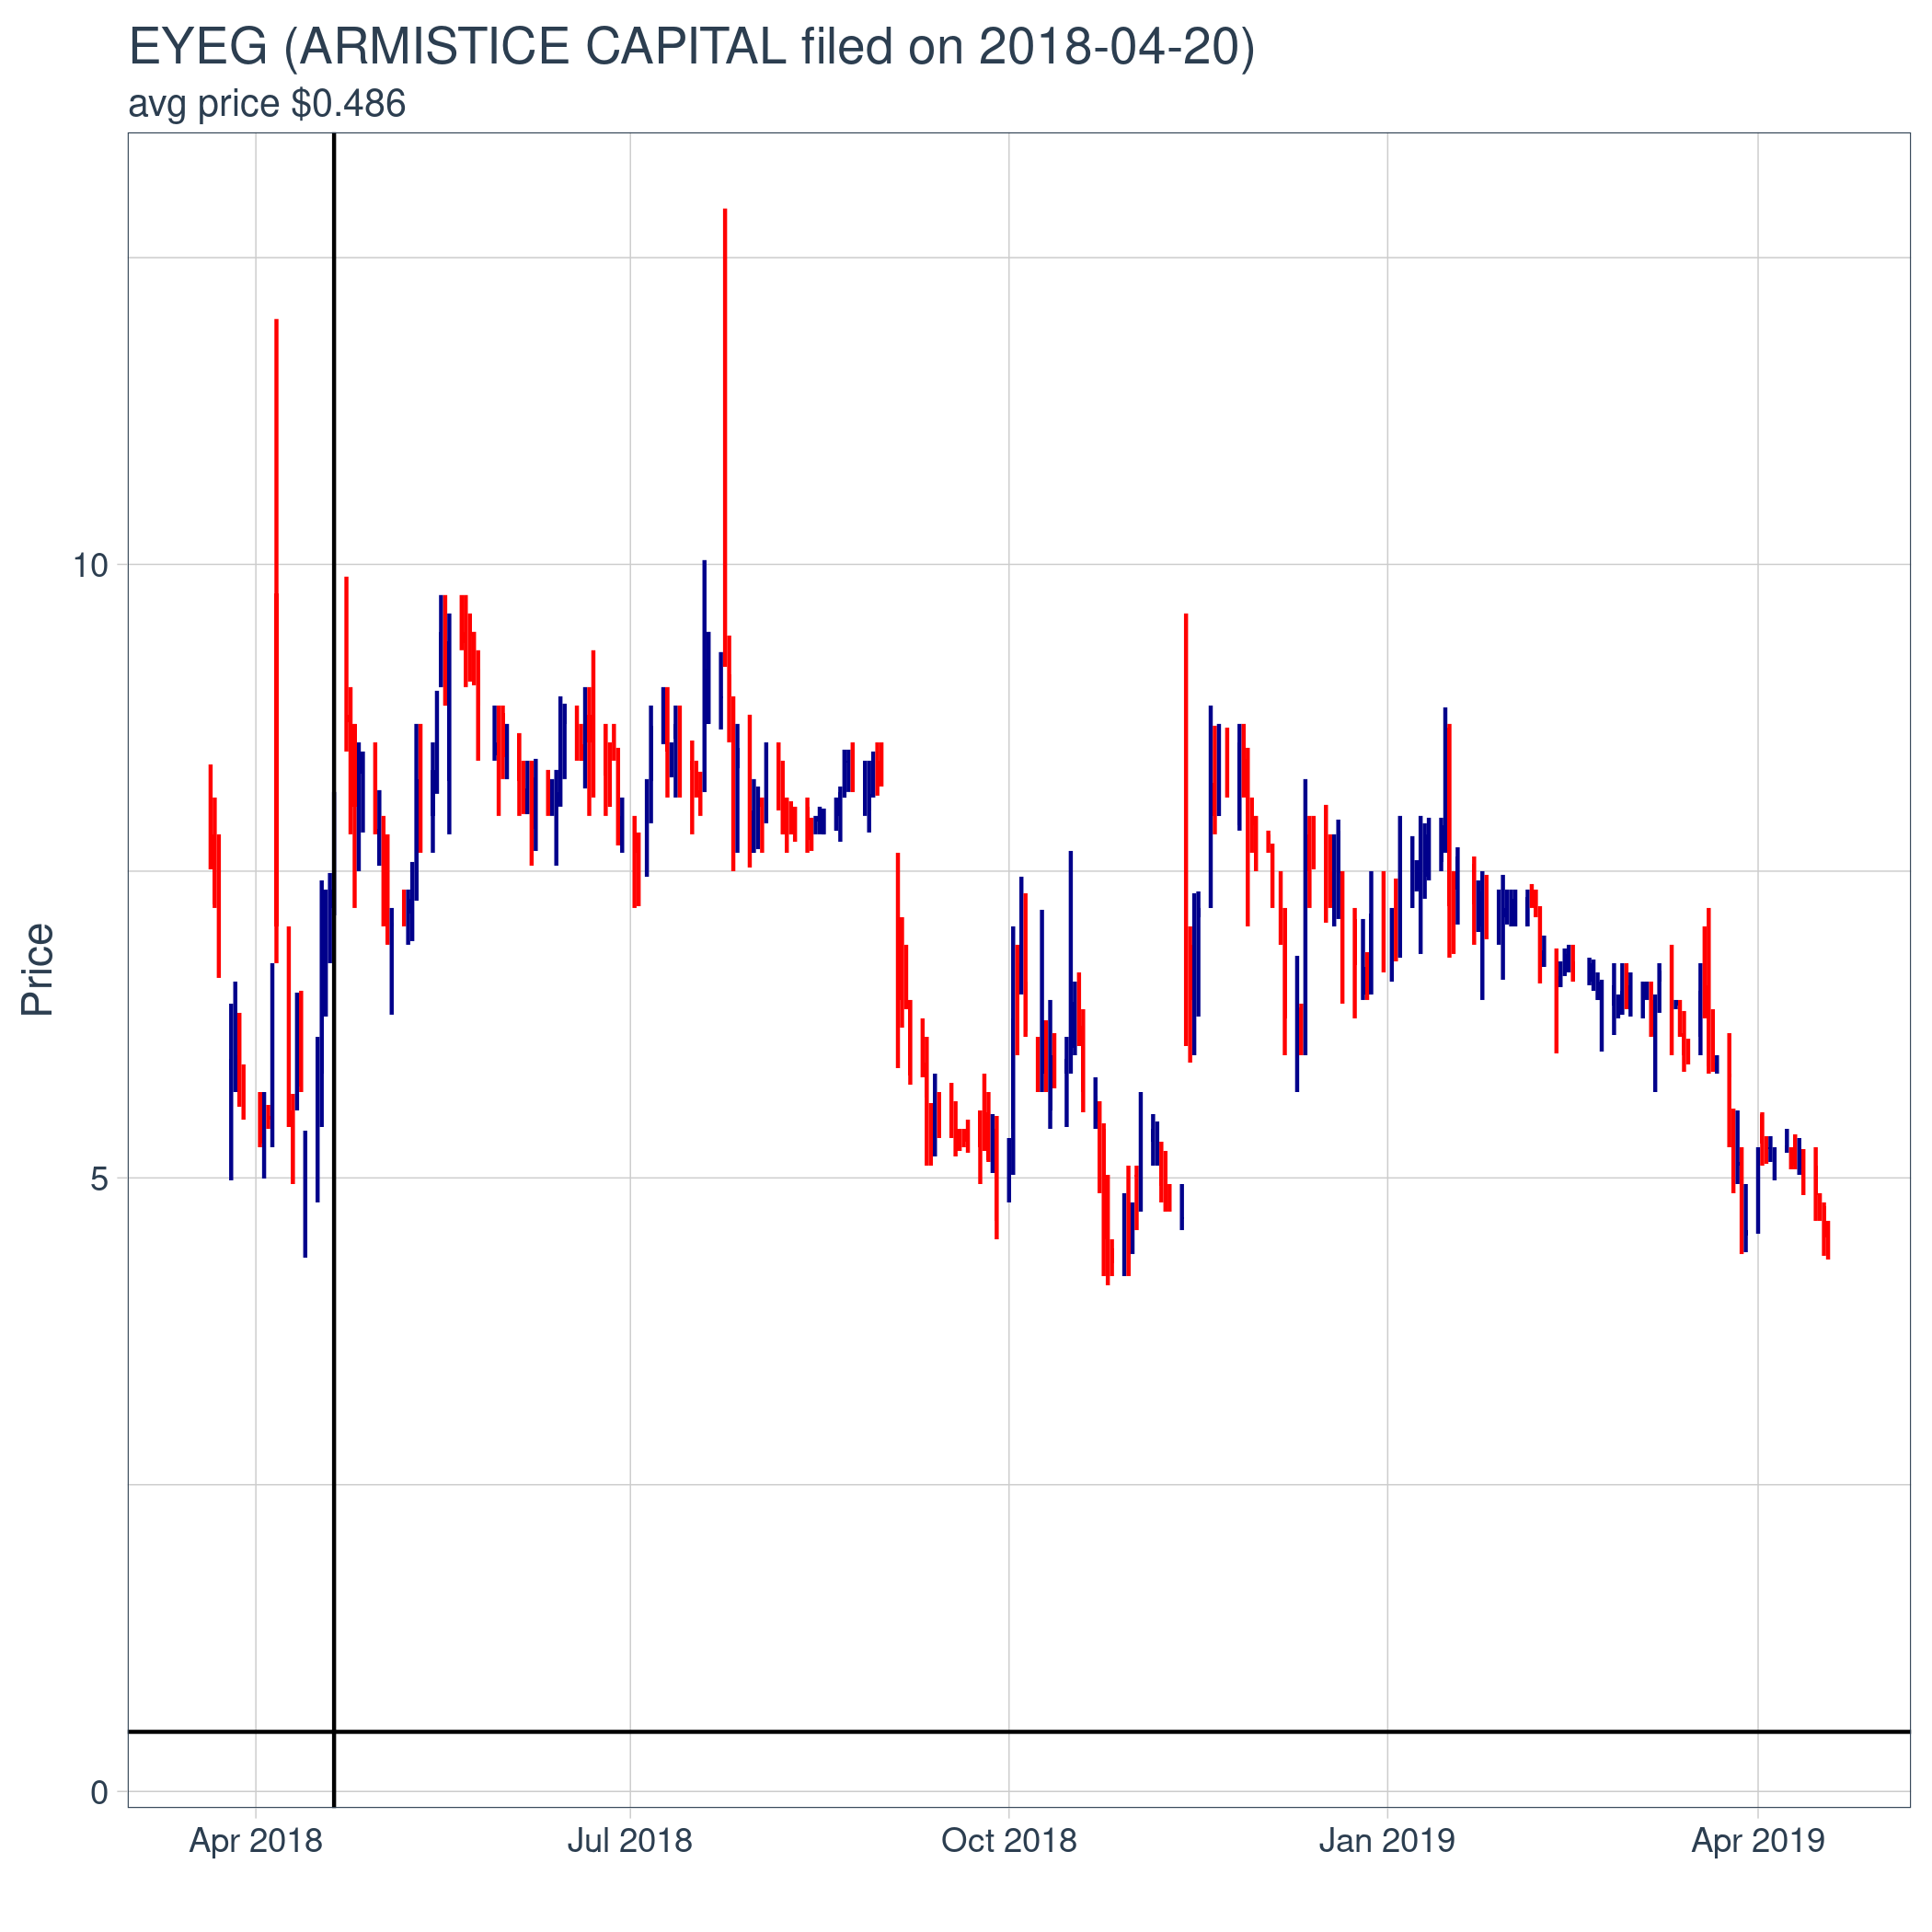 EYEG (ARMISTICE CAPITAL filed on 2018-04-20)
avg price $0.486
Price
10
5
0
Apr 2018
Jul 2018
Oct 2018
Jan 2019
Apr 2019